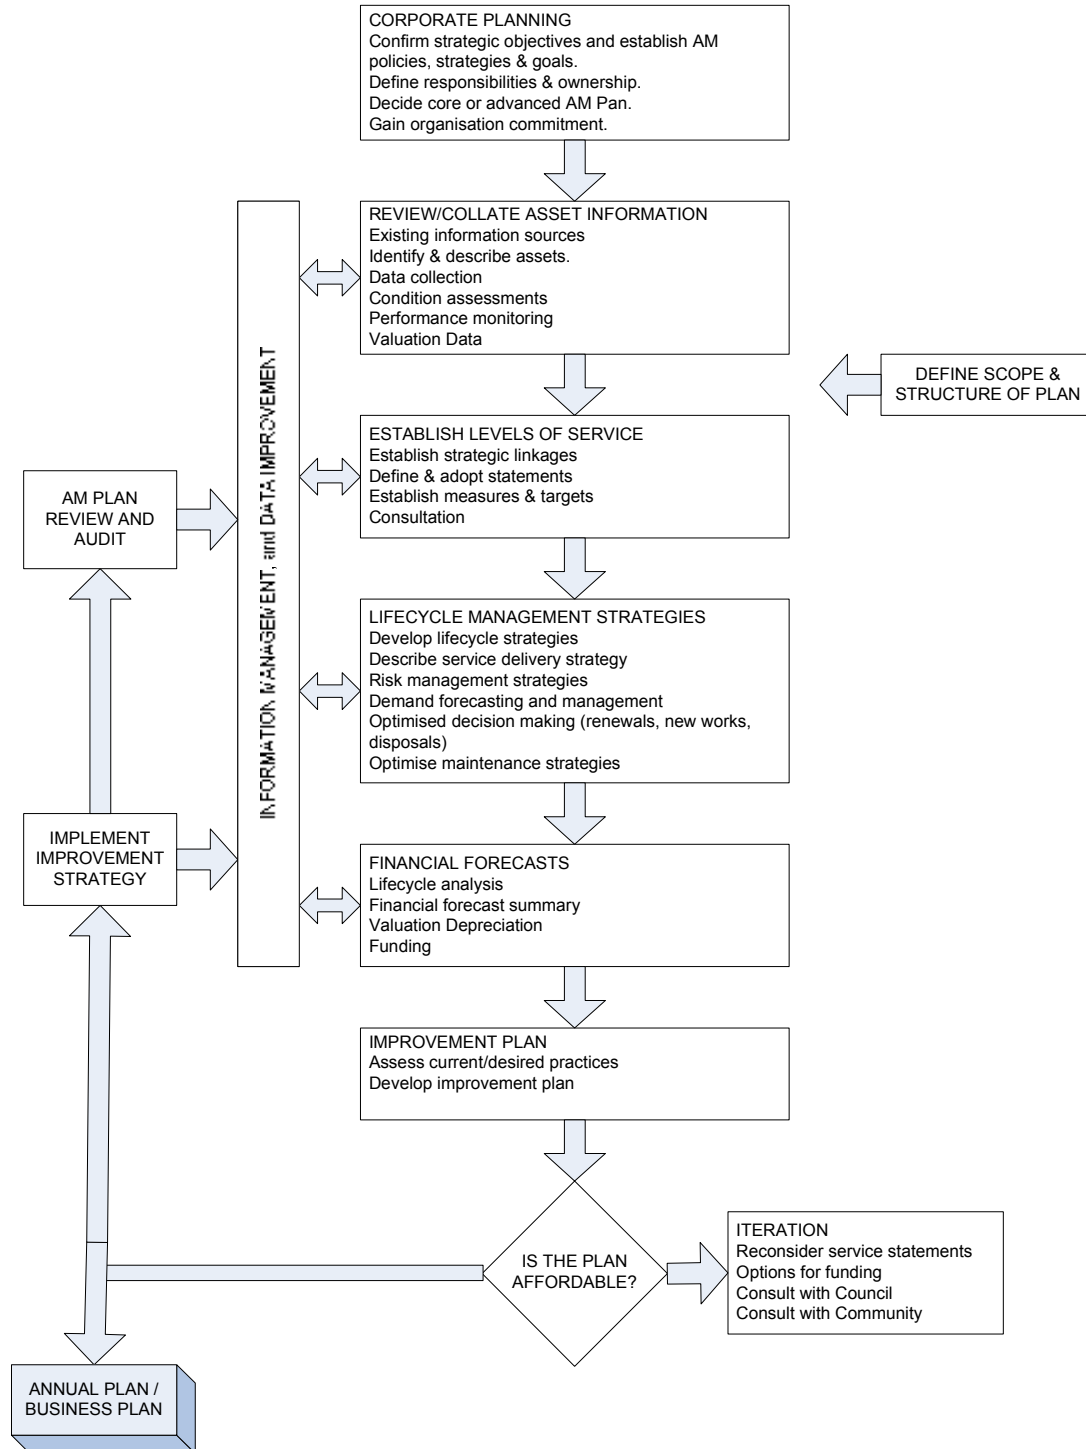 CORPORATE PLANNING
Confirm strategic objectives and establish AM
policies, strategies & goals.
Define responsibilities & ownership.
Decide core or advanced AM Pan.
Gain organisation commitment.
REVIEW/COLLATE ASSET INFORMATION
Existing information sources
Identify & describe assets.
Data collection
Condition assessments
Performance monitoring
Valuation Data
INFORMATION MANAGEMENT, and DATA IMPROVEMENT
DEFINE SCOPE &
STRUCTURE OF PLAN
ESTABLISH LEVELS OF SERVICE
Establish strategic linkages
Define & adopt statements
Establish measures & targets
Consultation
AM PLAN
REVIEW AND
AUDIT
LIFECYCLE MANAGEMENT STRATEGIES
Develop lifecycle strategies
Describe service delivery strategy
Risk management strategies
Demand forecasting and management
Optimised decision making (renewals, new works,
disposals)
Optimise maintenance strategies
IMPLEMENT
IMPROVEMENT
STRATEGY
FINANCIAL FORECASTS
Lifecycle analysis
Financial forecast summary
Valuation Depreciation
Funding
IMPROVEMENT PLAN
Assess current/desired practices
Develop improvement plan
IS THE PLAN
AFFORDABLE?
ITERATION
Reconsider service statements
Options for funding
Consult with Council
Consult with Community
ANNUAL PLAN /
BUSINESS PLAN